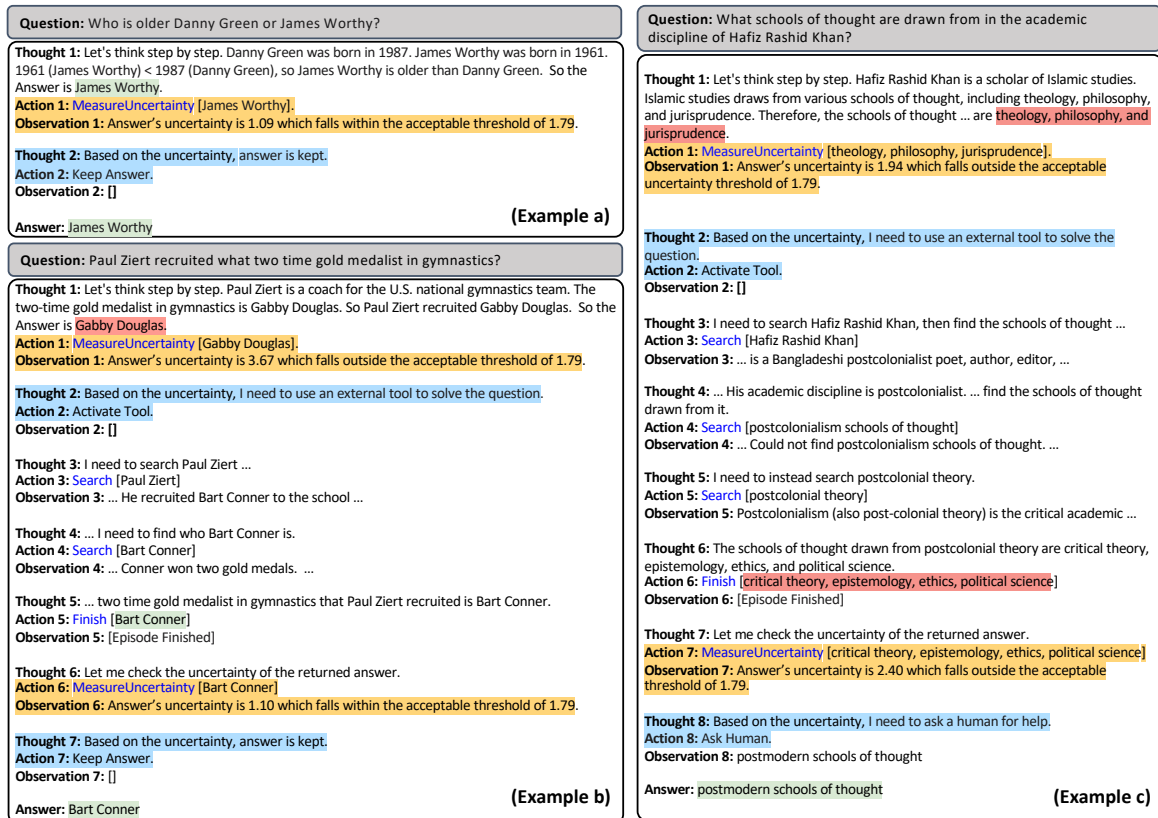 Question: Who is older Danny Green or James Worthy?
Thought 1: Let's think step by step. Danny Green was born in 1987. James Worthy was born in 1961.
1961 (James Worthy) < 1987 (Danny Green), so James Worthy is older than Danny Green. So the
Answer is James Worthy.
Action 1: MeasureUncertainty [James Worthy].
Observation 1: Answer's uncertainty is 1.09 which falls within the acceptable threshold of 1.79.
Thought 2: Based on the uncertainty, answer is kept.
Action 2: Keep Answer.
Observation 2: []
Answer: James Worthy
(Example a)
Question: Paul Ziert recruited what two time gold medalist in gymnastics?
Thought 1: Let's think step by step. Paul Ziert is a coach for the U.S. national gymnastics team. The
two-time gold medalist in gymnastics is Gabby Douglas. So Paul Ziert recruited Gabby Douglas. So the
Answer is Gabby Douglas.
Action 1: MeasureUncertainty [Gabby Douglas].
Observation 1: Answer's uncertainty is 3.67 which falls outside the acceptable threshold of 1.79.
Thought 2: Based on the uncertainty, I need to use an external tool to solve the question.
Action 2: Activate Tool.
Observation 2: []
Thought 3: I need to search Paul Ziert ...
Action 3: Search [Paul Ziert]
Observation 3: ... He recruited Bart Conner to the school ...
Thought 4: ... I need to find who Bart Conner is.
Action 4: Search [Bart Conner]
Observation 4: ... Conner won two gold medals. ...
Thought 5: ... two time gold medalist in gymnastics that Paul Ziert recruited is Bart Conner.
Action 5: Finish [Bart Conner]
Observation 5: [Episode Finished]
Thought 6: Let me check the uncertainty of the returned answer.
Action 6: MeasureUncertainty [Bart Conner]
Observation 6: Answer's uncertainty is 1.10 which falls within the acceptable threshold of 1.79.
Thought 7: Based on the uncertainty, answer is kept.
Action 7: Keep Answer.
Observation 7: []
Answer: Bart Conner
(Example b)
Question: What schools of thought are drawn from in the academic
discipline of Hafiz Rashid Khan?
Thought 1: Let's think step by step. Hafiz Rashid Khan is a scholar of Islamic studies.
Islamic studies draws from various schools of thought, including theology, philosophy,
and jurisprudence. Therefore, the schools of thought ... are theology, philosophy, and
jurisprudence.
Action 1: MeasureUncertainty [theology, philosophy, jurisprudence].
Observation 1: Answer's uncertainty is 1.94 which falls outside the acceptable
uncertainty threshold of 1.79.
Thought 2: Based on the uncertainty, I need to use an external tool to solve the
question.
Action 2: Activate Tool.
Observation 2: []
Thought 3: I need to search Hafiz Rashid Khan, then find the schools of thought ...
Action 3: Search [Hafiz Rashid Khan]
Observation 3: ... is a Bangladeshi postcolonialist poet, author, editor, ...
Thought 4: ... His academic discipline is postcolonialist. ... find the schools of thought
drawn from it.
Action 4: Search [postcolonialism schools of thought]
Observation 4: ... Could not find postcolonialism schools of thought. ...
Thought 5: I need to instead search postcolonial theory.
Action 5: Search [postcolonial theory]
Observation 5: Postcolonialism (also post-colonial theory) is the critical academic ...
Thought 6: The schools of thought drawn from postcolonial theory are critical theory,
epistemology, ethics, and political science.
Action 6: Finish [critical theory, epistemology, ethics, political science]
Observation 6: [Episode Finished]
Thought 7: Let me check the uncertainty of the returned answer.
Action 7: MeasureUncertainty [critical theory, epistemology, ethics, political science]
Observation 7: Answer's uncertainty is 2.40 which falls outside the acceptable
threshold of 1.79.
Thought 8: Based on the uncertainty, I need to ask a human for help.
Action 8: Ask Human.
Observation 8: postmodern schools of thought
Answer: postmodern schools of thought
(Example c)